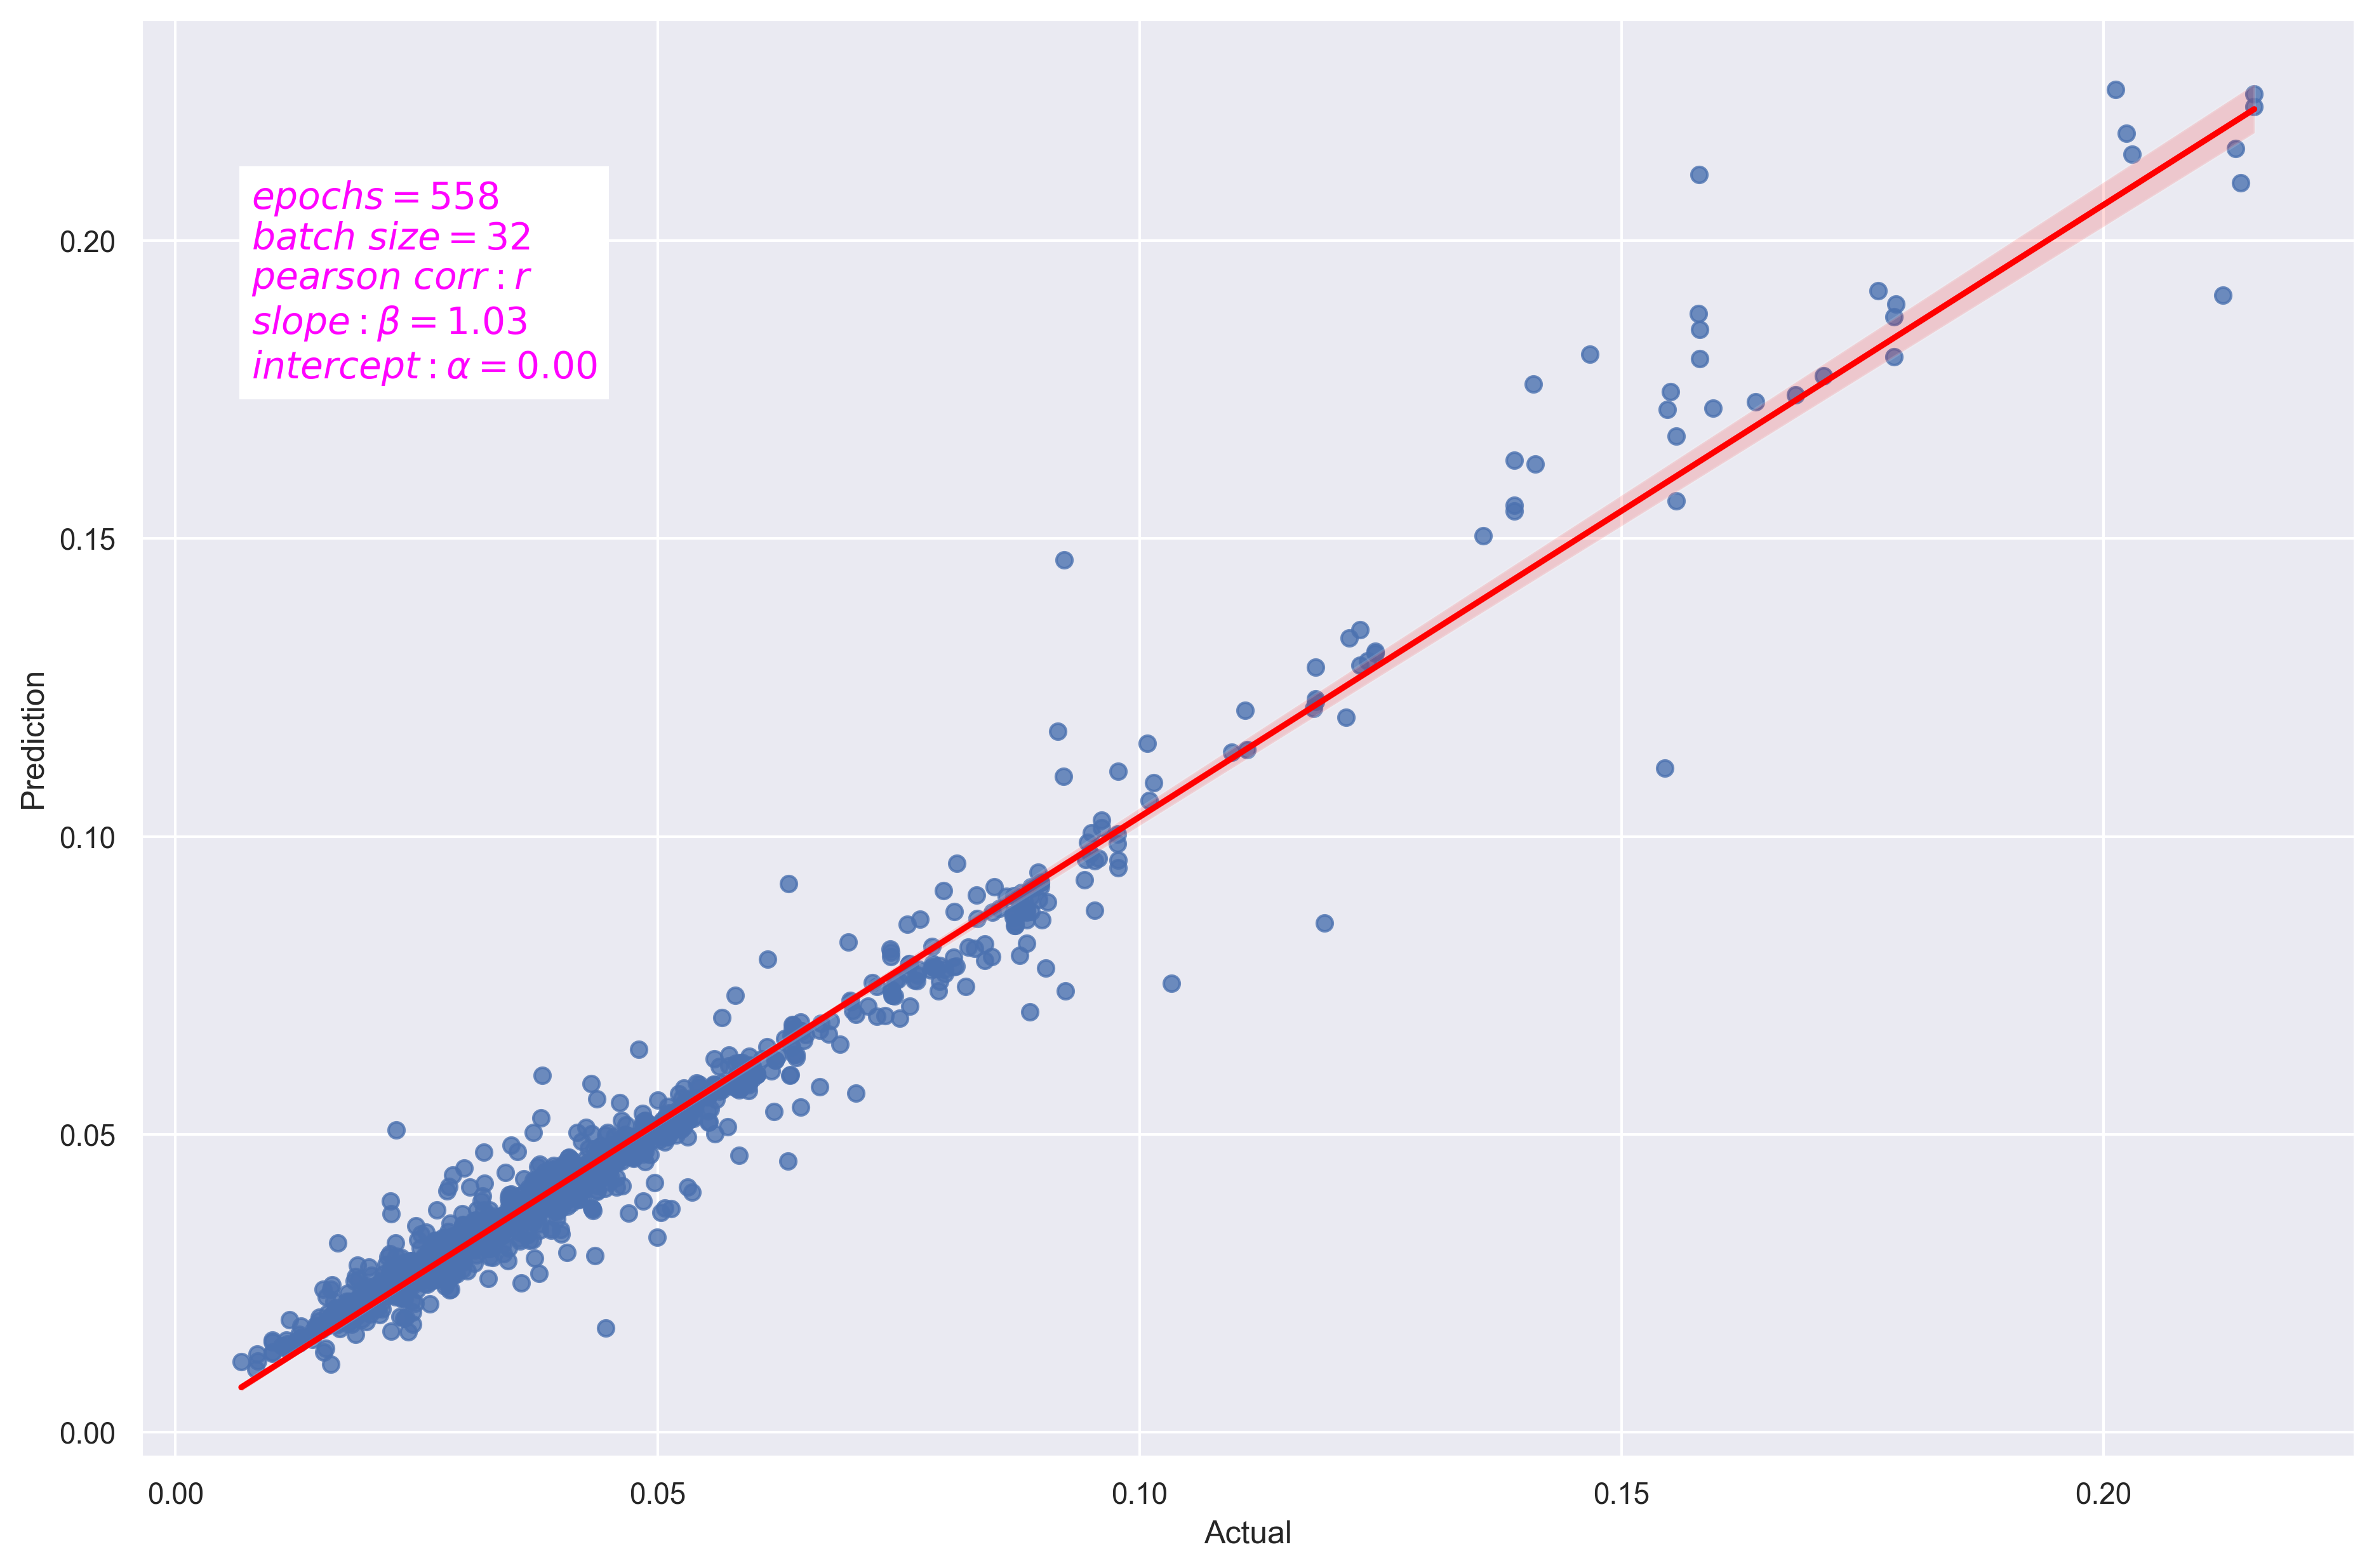 epochs = 558
batch size = 32
pearson corr : r
slope : β = 1.03
intercept : α = 0.00
0.20
0.15
0.10
0.05
0.00
Prediction
0.00 0.05 0.10 0.15 0.20
Actual